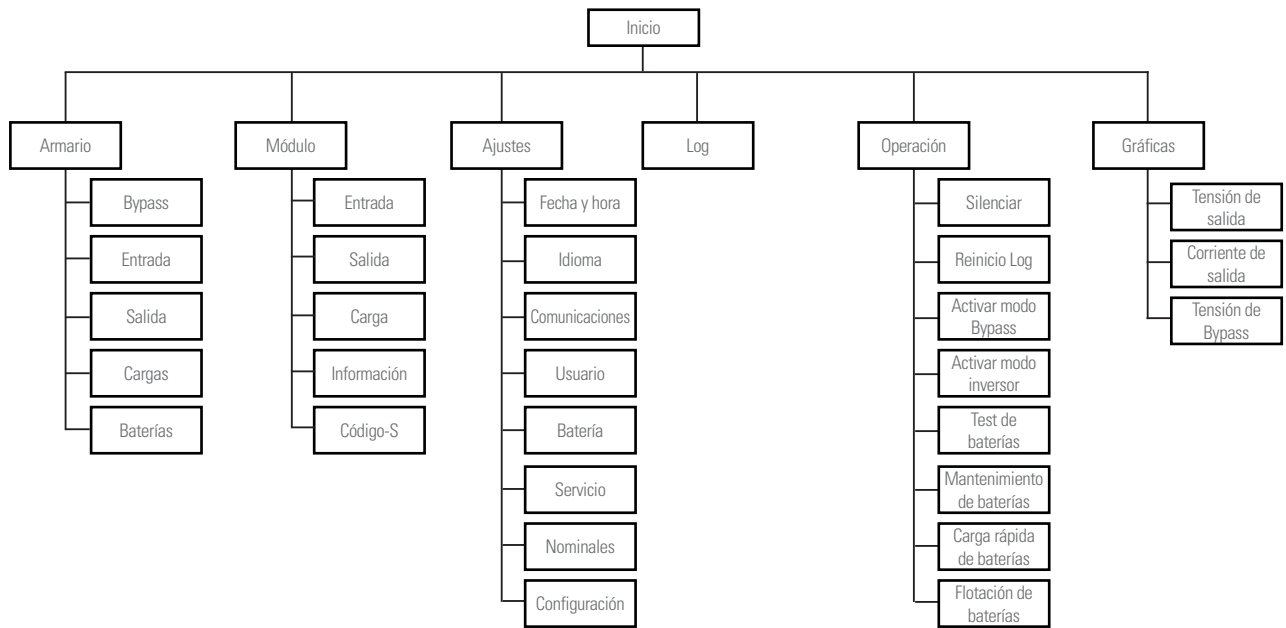 Inicio
Armario
Módulo
Ajustes
Log
Operación
Gráficas
Bypass
Entrada
Salida
Cargas
Baterías
Entrada
Salida
Carga
Información
Código-S
Fecha y hora
Idioma
Comunicaciones
Usuario
Batería
Servicio
Nominales
Configuración
Silenciar
Reinicio Log
Activar modo
Bypass
Activar modo
inversor
Test de
baterías
Mantenimiento
de baterías
Carga rápida
de baterías
Flotación de
baterías
Tensión de
salida
Corriente de
salida
Tensión de
Bypass